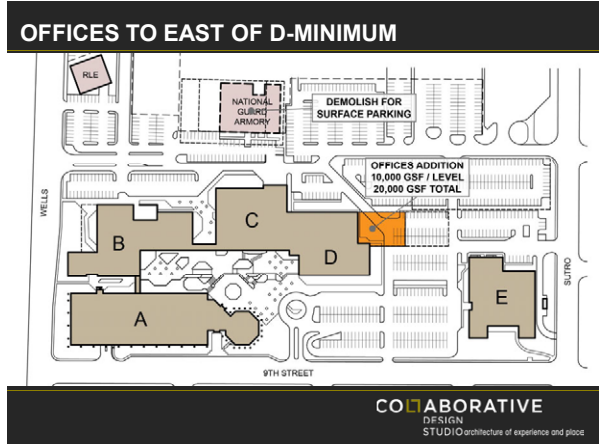 OFFICES TO EAST OF D-MINIMUM
RLE
NATIONAL
GUARD
ARMORY
DEMOLISH FOR
SURFACE PARKING
OFFICES ADDITION
10,000 GSF / LEVEL
20,000 GSF TOTAL
WELLS
B
C
D
A
E
SUTRO
9TH STREET
COLLABORATIVE
DESIGN
STUDIO architecture of experience and place